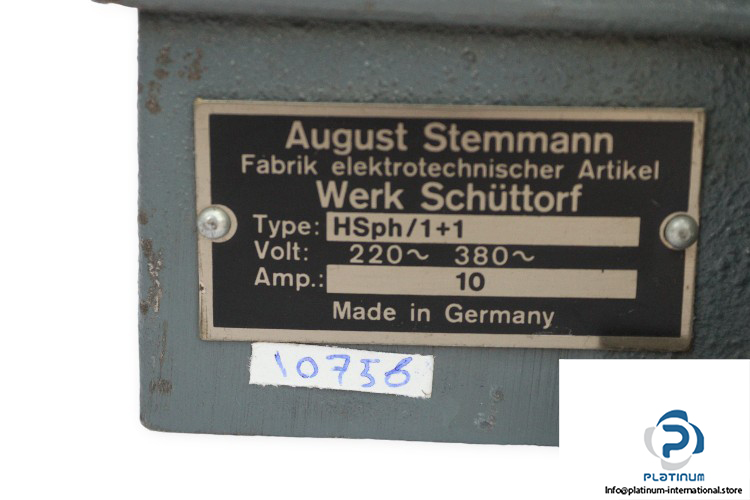 August Stemmann
Fabrik elektrotechnischer Artikel
Werk Schüttorf
Type: HSph/1+1
Volt: 220~ 380~
Amp.: 10
Made in Germany
10756
PLATINUM
Info@platinum-international.store